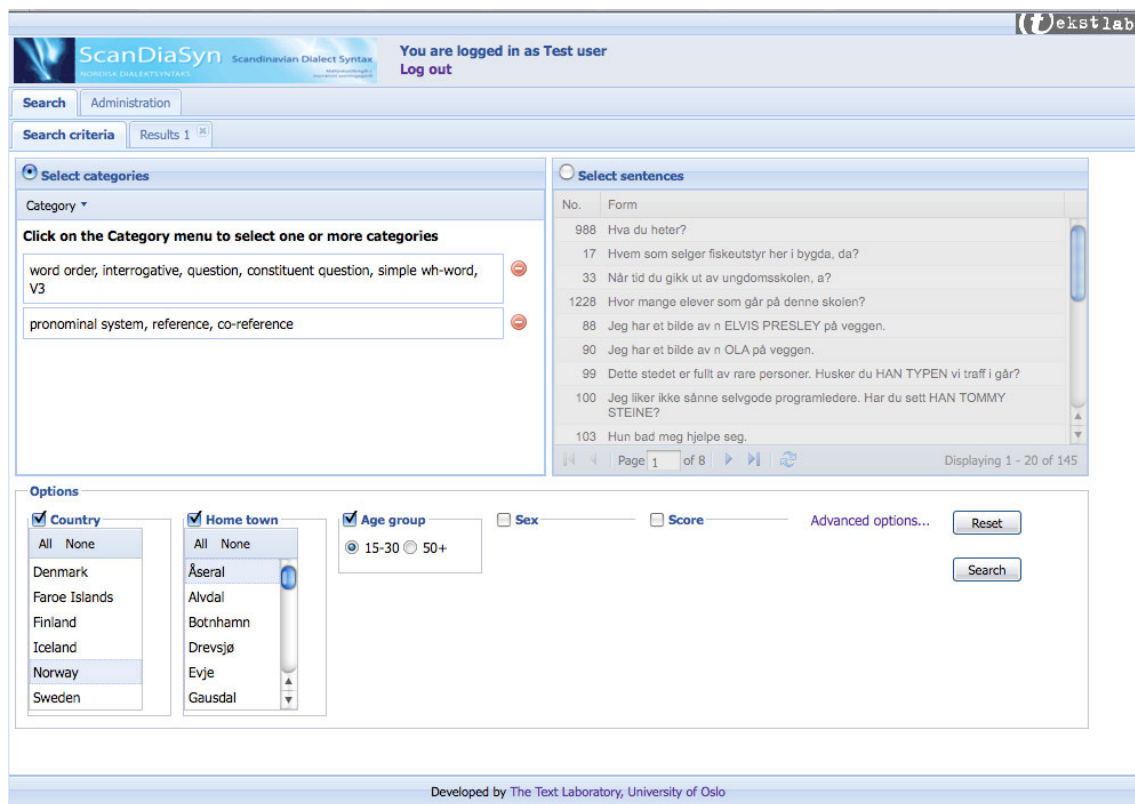 (t)ekstlab
ScanDiaSyn Scandinavian Dialect Syntax
NORDISK DIALEKTSYNTAKS
You are logged in as Test user
Log out
Search Administration
Search criteria Results 1
Select categories
Category
Click on the Category menu to select one or more categories
word order, interrogative, question, constituent question, simple wh-word,
V3
pronominal system, reference, co-reference
Select sentences
No. Form
988 Hva du heter?
17 Hvem som selger fiskeutstyr her i bygda, da?
33 Når tid du gikk ut av ungdomsskolen, a?
1228 Hvor mange elever som går på denne skolen?
88 Jeg har et bilde av n ELVIS PRESLEY på veggen.
90 Jeg har et bilde av n OLA på veggen.
99 Dette stedet er fullt av rare personer. Husker du HAN TYPEN vi traff i går?
100 Jeg liker ikke sånne selvgode programledere. Har du sett HAN TOMMY
STEINE?
103 Hun bad meg hjelpe seg.
Page 1 of 8 Displaying 1 - 20 of 145
Options
Country
All None
Denmark
Faroe Islands
Finland
Iceland
Norway
Sweden
Home town
All None
Åseral
Alvdal
Botnhamn
Drevsjø
Evje
Gausdal
Age group
15-30 50+
Sex
Score
Advanced options...
Reset
Search
Developed by The Text Laboratory, University of Oslo